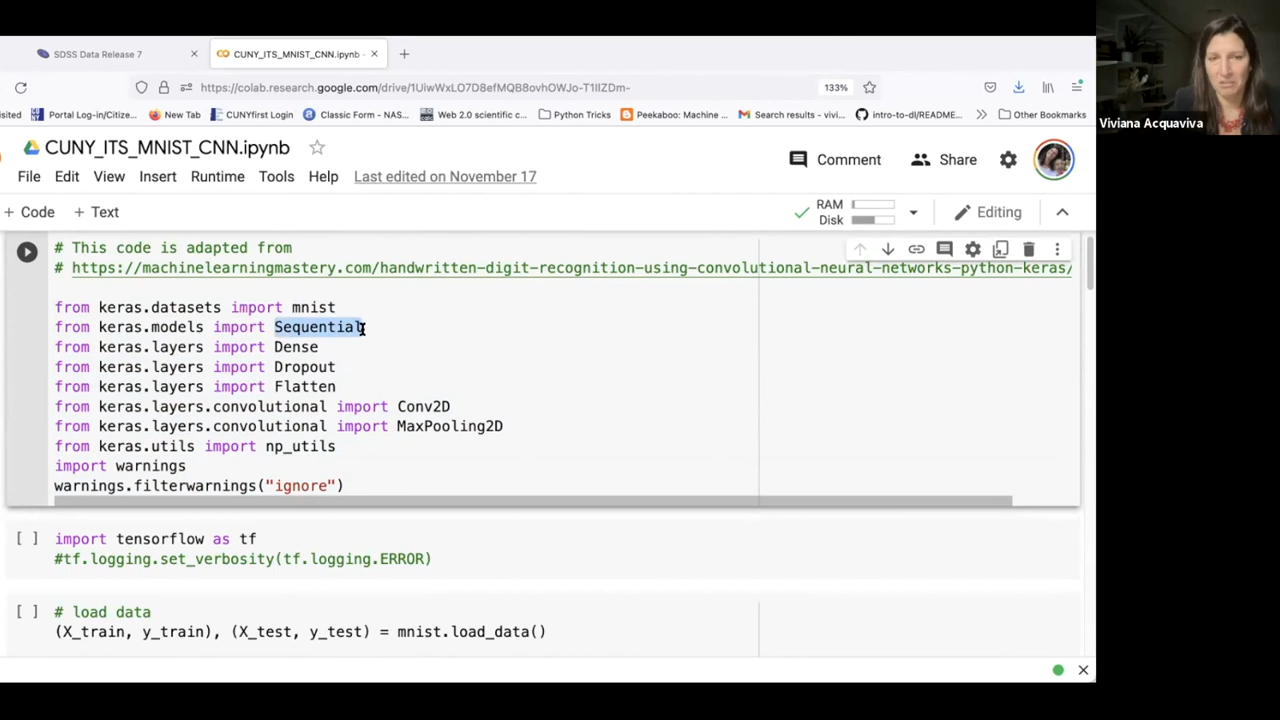 SDSS Data Release 7
CUNY_ITS_MNIST_CNN.ipynb -
https://colab.research.google.com/drive/1UiwWxLO7D8efMQB8ovhOWJo-T1IIZDm-
133%
isited Portal Log-in/Citize... New Tab CUNYfirst Login Classic Form - NAS... Web 2.0 scientific c... Python Tricks Peekaboo: Machine ... Search results - vivi... intro-to-dl/README... Other Bookmarks
Viviana Acquaviva
CUNY_ITS_MNIST_CNN.ipynb
Comment Share
File Edit View Insert Runtime Tools Help Last edited on November 17
+ Code + Text
RAM
Disk
Editing
# This code is adapted from
# https://machinelearningmastery.com/handwritten-digit-recognition-using-convolutional-neural-networks-python-keras/
from keras.datasets import mnist
from keras.models import Sequential
from keras.layers import Dense
from keras.layers import Dropout
from keras.layers import Flatten
from keras.layers.convolutional import Conv2D
from keras.layers.convolutional import MaxPooling2D
from keras.utils import np_utils
import warnings
warnings.filterwarnings("ignore")
[ ] import tensorflow as tf
#tf.logging.set_verbosity(tf.logging.ERROR)
[ ] # load data
(X_train, y_train), (X_test, y_test) = mnist.load_data()